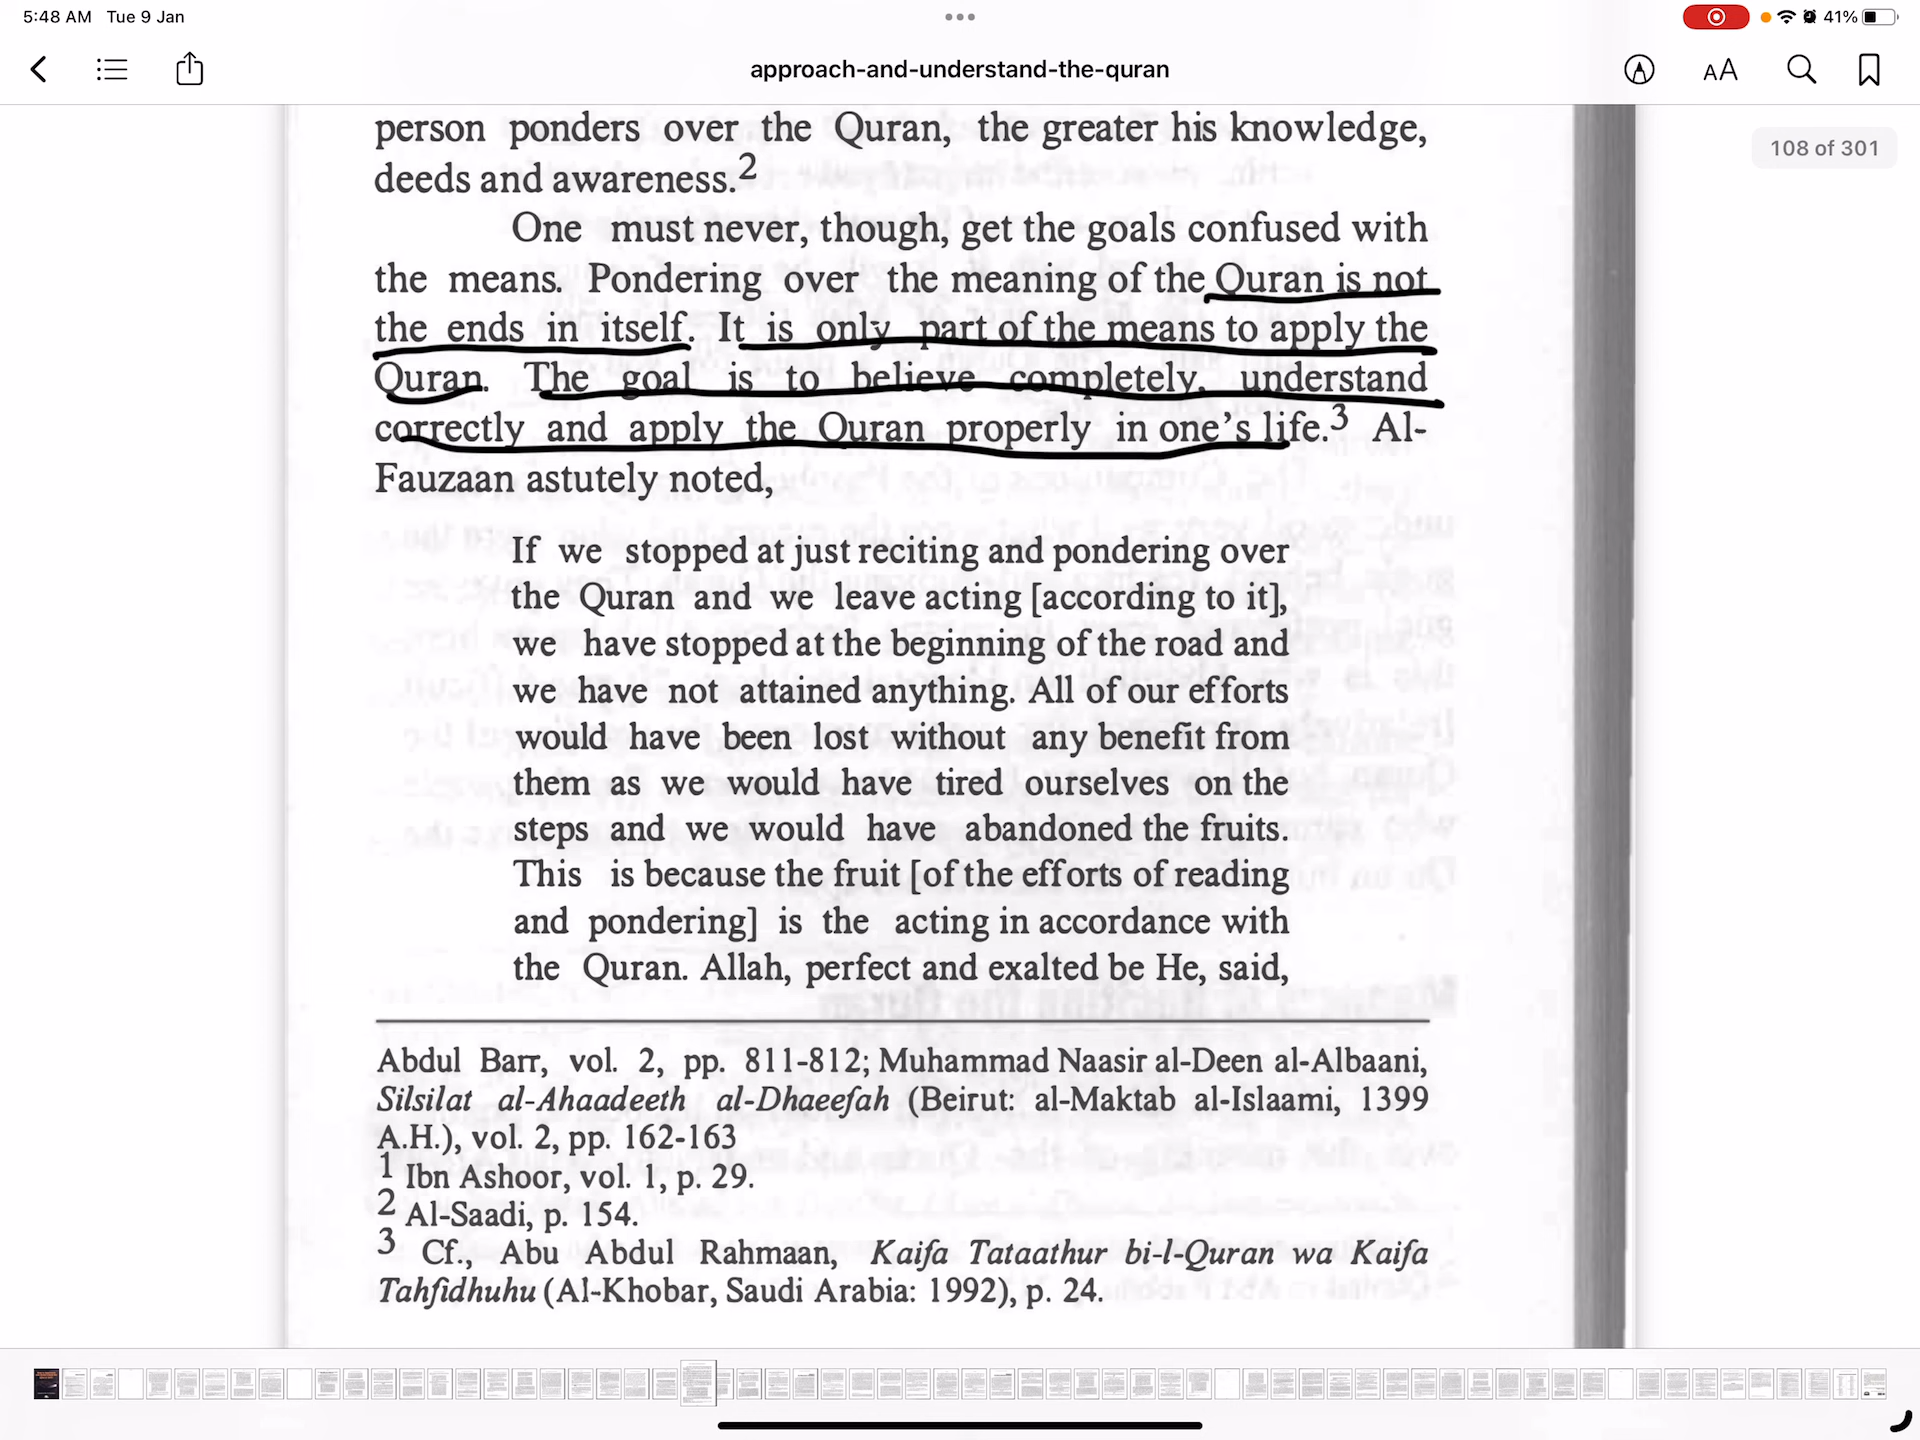 5:48 AM Tue 9 Jan
41%
approach-and-understand-the-quran
AA
108 of 301
person ponders over the Quran, the greater his knowledge,
deeds and awareness.2
One must never, though, get the goals confused with
the means. Pondering over the meaning of the Quran is not
the ends in itself. It is only part of the means to apply the
Quran. The goal is to believe completely, understand
correctly and apply the Quran properly in one's life.3 Al-
Fauzaan astutely noted,
If we stopped at just reciting and pondering over
the Quran and we leave acting [according to it],
we have stopped at the beginning of the road and
we have not attained anything. All of our efforts
would have been lost without any benefit from
them as we would have tired ourselves on the
steps and we would have abandoned the fruits.
This is because the fruit [of the efforts of reading
and pondering] is the acting in accordance with
the Quran. Allah, perfect and exalted be He, said,
Abdul Barr, vol. 2, pp. 811-812; Muhammad Naasir al-Deen al-Albaani,
Silsilat al-Ahaadeeth al-Dhaeefah (Beirut: al-Maktab al-Islaami, 1399
A.H.), vol. 2, pp. 162-163
1 Ibn Ashoor, vol. 1, p. 29.
2 Al-Saadi, p. 154.
3 Cf., Abu Abdul Rahmaan, Kaifa Tataathur bi-l-Quran wa Kaifa
Tahfidhuhu (Al-Khobar, Saudi Arabia: 1992), p. 24.